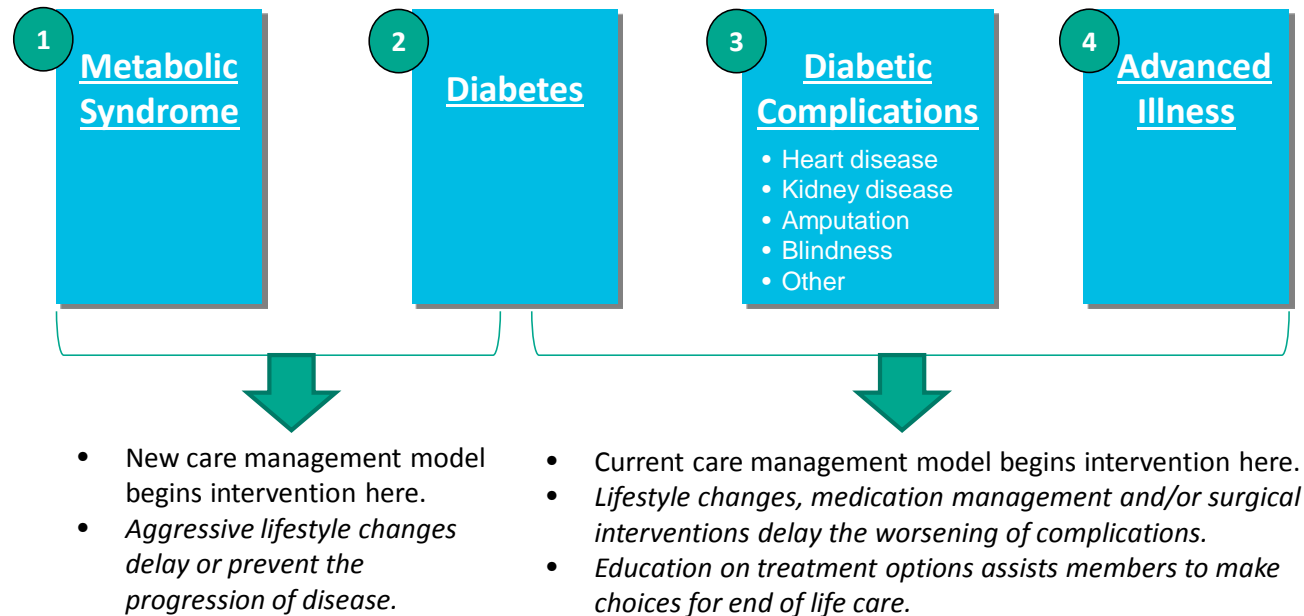 1
Metabolic
Syndrome
2
Diabetes
3
Diabetic
Complications
• Heart disease
• Kidney disease
• Amputation
• Blindness
• Other
4
Advanced
Illness
• New care management model
begins intervention here.
• Aggressive lifestyle changes
delay or prevent the
progression of disease.
• Current care management model begins intervention here.
• Lifestyle changes, medication management and/or surgical
interventions delay the worsening of complications.
• Education on treatment options assists members to make
choices for end of life care.